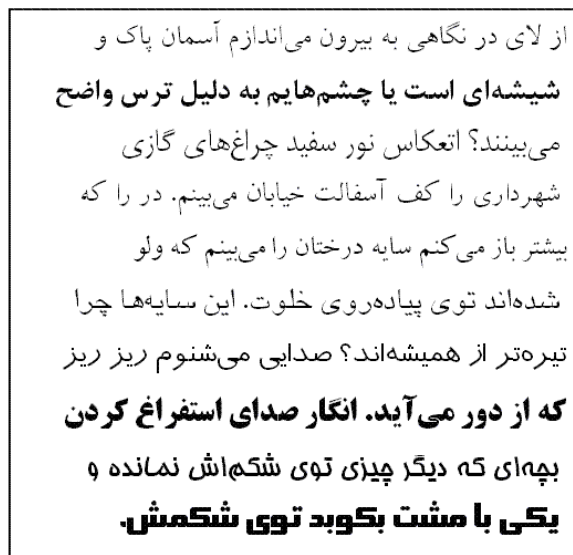 از لای در نگاهی به بیرون می‌اندازم آسمان پاک و
شیشه‌ای است یا چشم‌هایم به دلیل ترس واضح
می‌بینند؟ اتعکاس نور سفید چراغ‌های گازی
شهرداری را کف آسفالت خیابان می‌بینم. در را که
بیشتر باز می‌کنم سایه درختان را می‌بینم که ولو
شده‌اند توی پیاده‌روی خلوت. این سایه‌ها چرا
تیره‌تر از همیشه‌اند؟ صدایی می‌شنوم ریز ریز
که از دور می‌آید. انگار صدای استفراغ کردن
بچه‌ای که دیگر چیزی توی شکم‌اش نمانده و
یکی با مشت بکوبد توی شکمش.